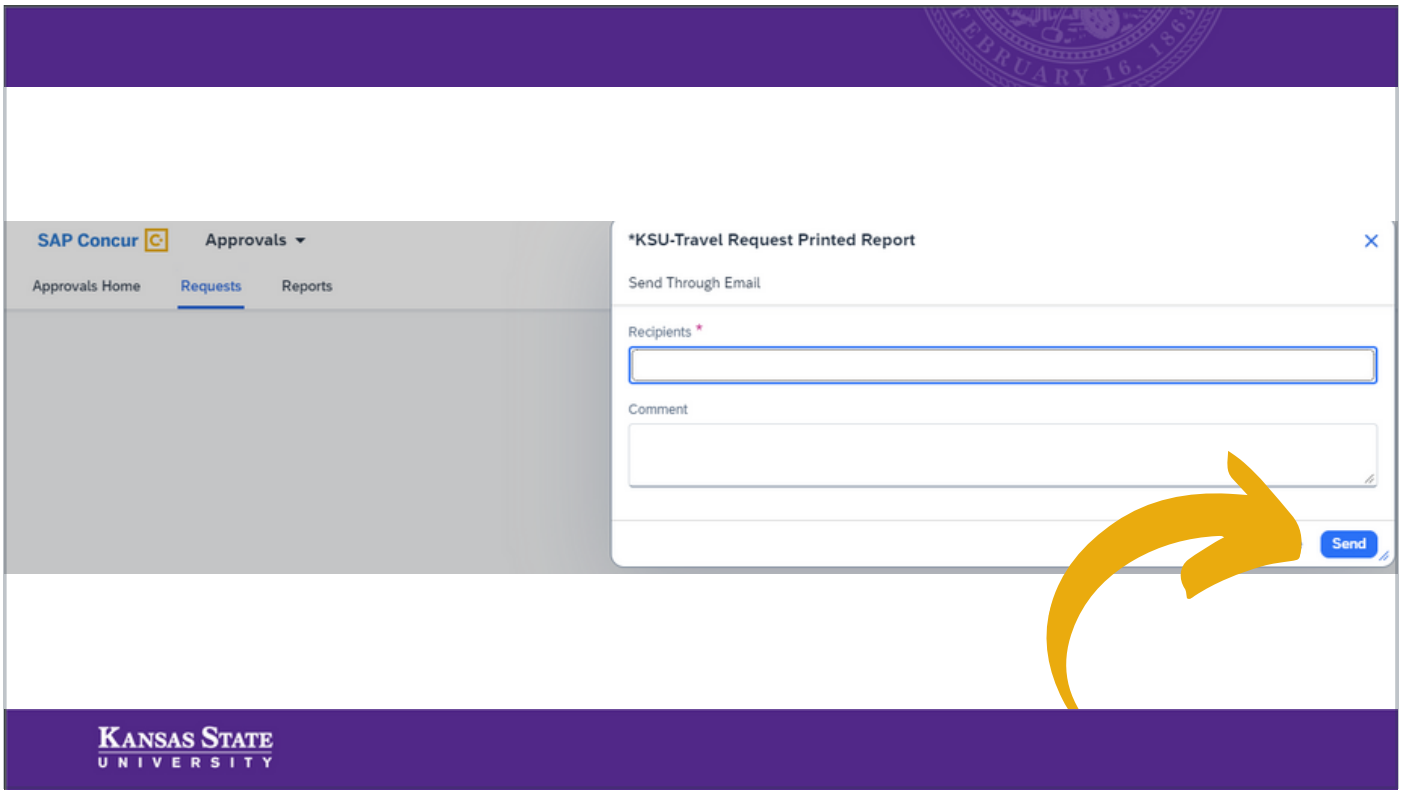 FEBRUARY 16, 1863
SAP Concur C Approvals
Approvals Home Requests Reports
*KSU-Travel Request Printed Report
Send Through Email
Recipients *
Comment
Send
KANSAS STATE
UNIVERSITY